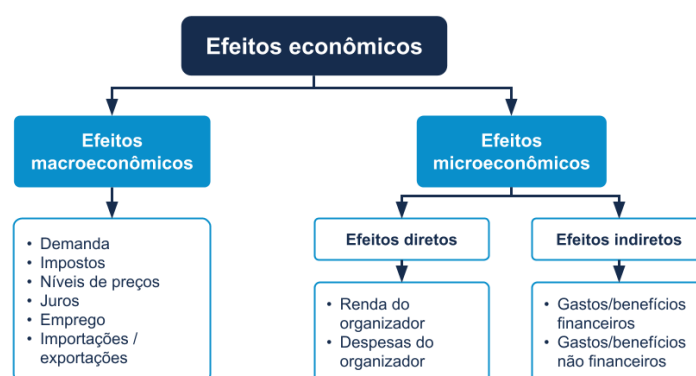 Efeitos econômicos
Efeitos
macroeconômicos
• Demanda
• Impostos
• Níveis de preços
• Juros
• Emprego
• Importações /
exportações
Efeitos
microeconômicos
Efeitos diretos
• Renda do
organizador
• Despesas do
organizador
Efeitos indiretos
• Gastos/benefícios
financeiros
• Gastos/benefícios
não financeiros